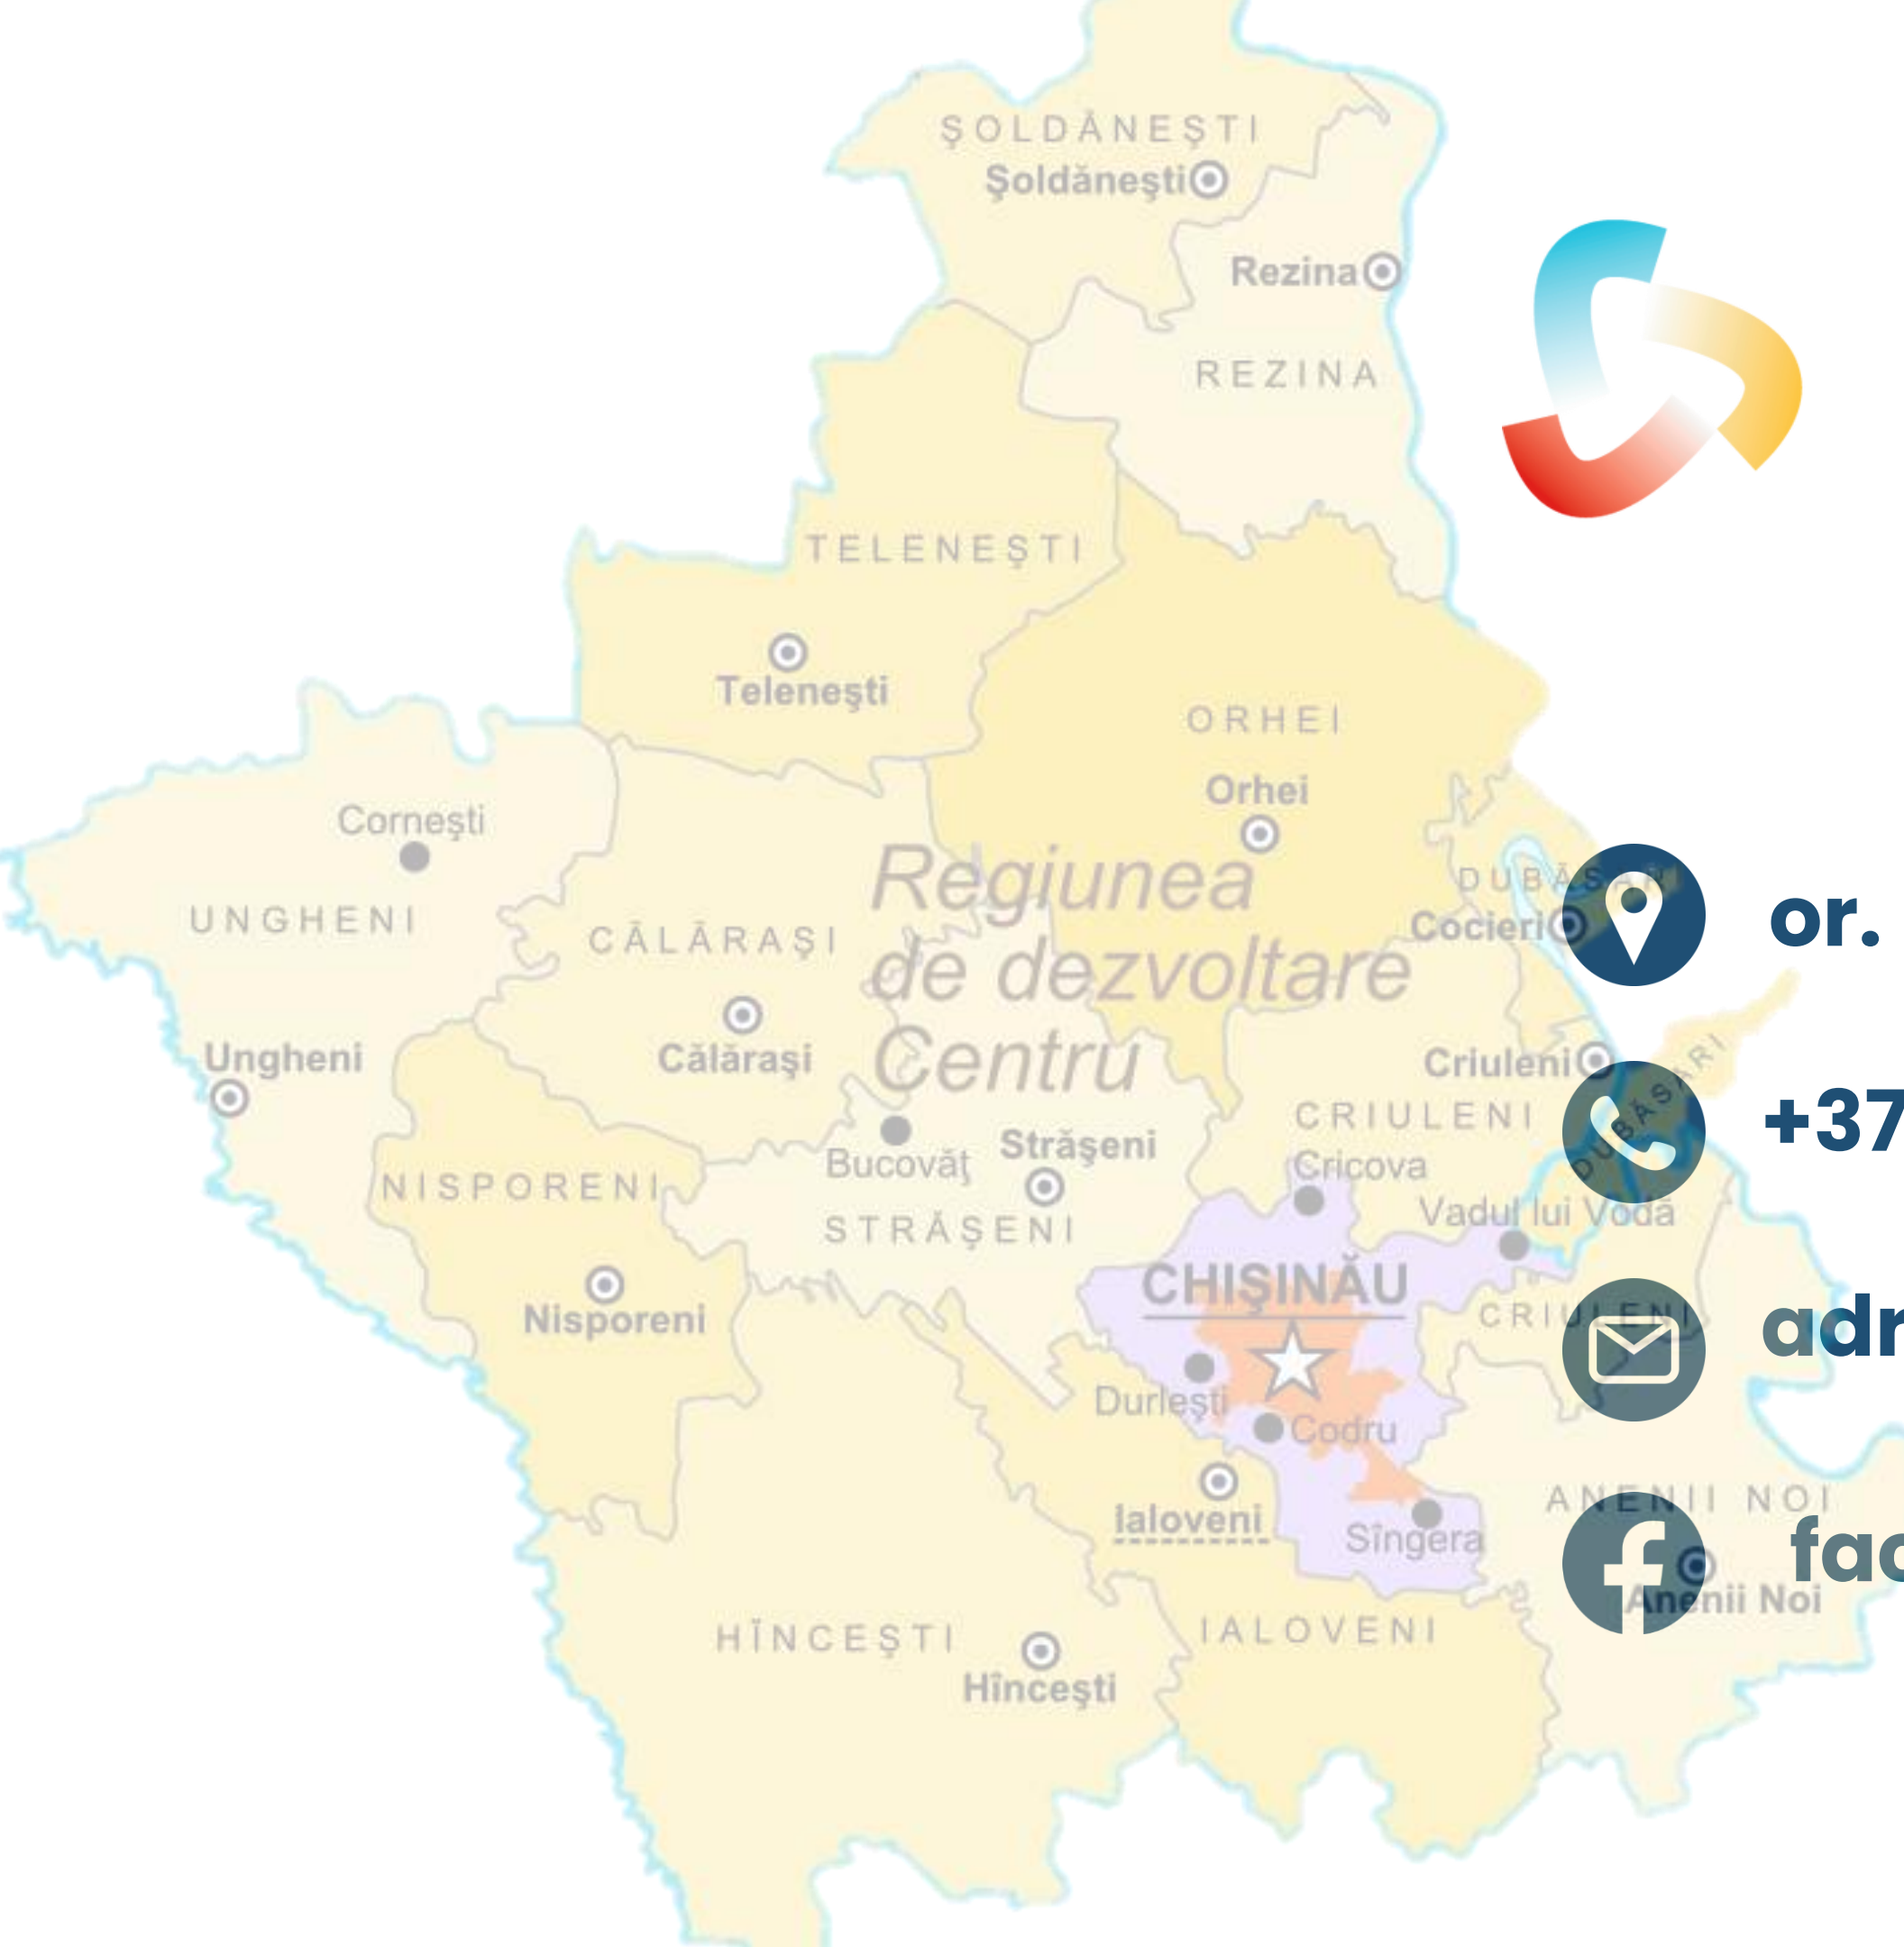 ŞOLDĂNEŞTI
Şoldăneşti
Rezina
REZINA
TELENEŞTI
Teleneşti
ORHEI
Orhei
Corneşti
UNGHENI
CĂLĂRAŞI
Regiunea
de dezvoltare
Centru
DUBĂSARI
Cocieri
or.
Ungheni
Călăraşi
Criuleni
DUBĂSARI
+37
CRIULENI
Bucovăţ
Străşeni
Cricova
NISPORENI
STRĂŞENI
Vadul lui Vodă
CHIŞINĂU
Nisporeni
CRIULENI
adr
Durleşti
Codru
Ialoveni
Sîngera
ANENII NOI
fac
Anenii Noi
HÎNCEŞTI
IALOVENI
Hînceşti